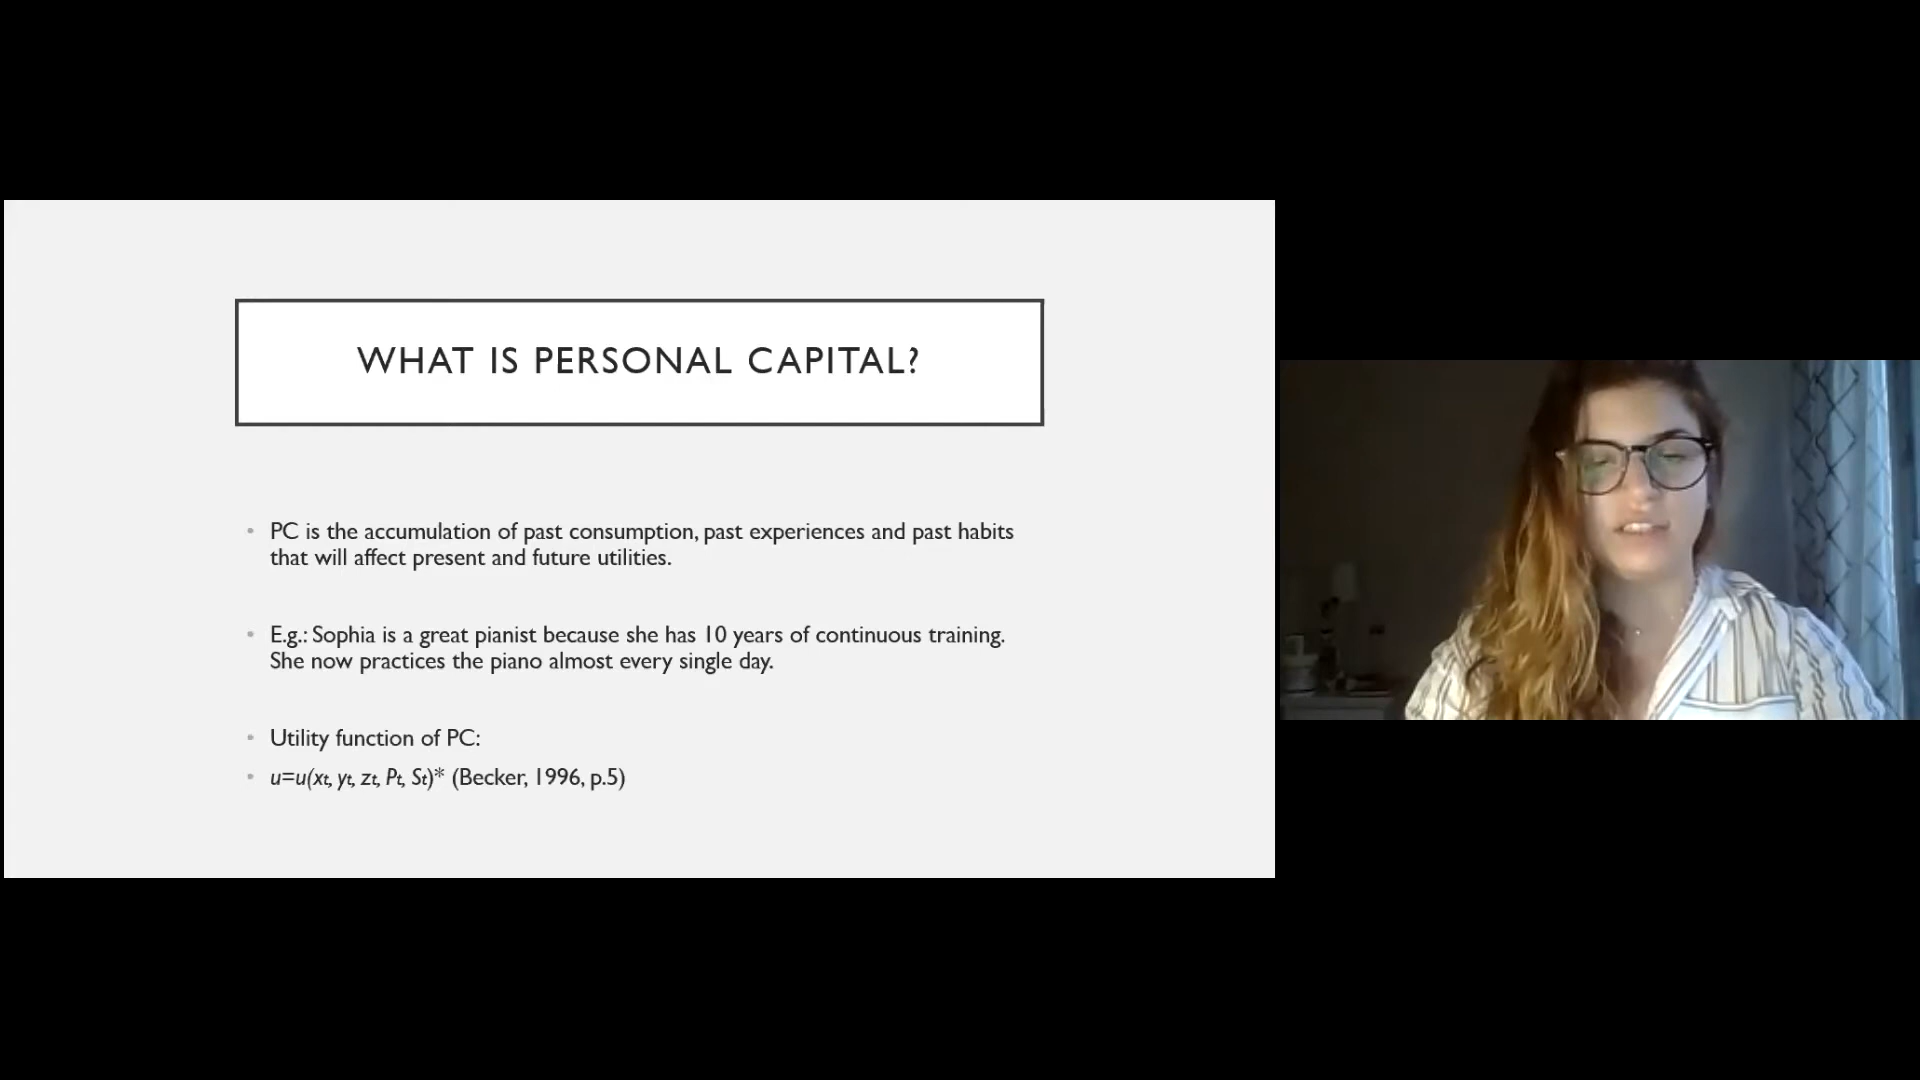 WHAT IS PERSONAL CAPITAL?
• PC is the accumulation of past consumption, past experiences and past habits
that will affect present and future utilities.
• E.g.: Sophia is a great pianist because she has 10 years of continuous training.
She now practices the piano almost every single day.
• Utility function of PC:
• u=u(xt, yt, zt, Pt, St)* (Becker, 1996, p.5)